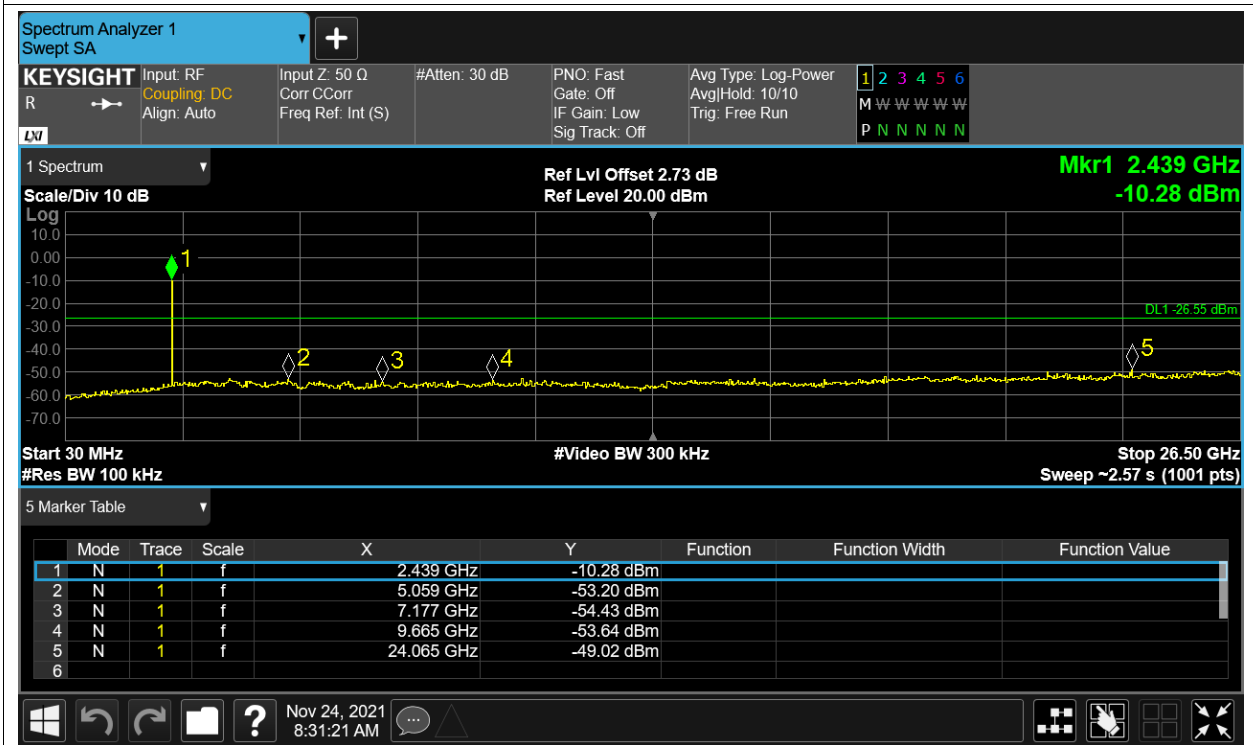 Spectrum Analyzer 1
Swept SA
KEYSIGHT Input: RF Input Z: 50 Ω #Atten: 30 dB PNO: Fast Avg Type: Log-Power 1 2 3 4 5 6
R Coupling: DC Corr CCorr Gate: Off Avg|Hold: 10/10 M W W W W W
Align: Auto Freq Ref: Int (S) IF Gain: Low Trig: Free Run
LXI Sig Track: Off P N N N N N
1 Spectrum
Ref Lvl Offset 2.73 dB Mkr1 2.439 GHz
Scale/Div 10 dB Ref Level 20.00 dBm -10.28 dBm
Log
10.0
0.00 1
-10.0
-20.0
DL1 -26.55 dBm
-30.0
-40.0
2 3 4 5
-50.0
-60.0
-70.0
Start 30 MHz #Video BW 300 kHz Stop 26.50 GHz
#Res BW 100 kHz Sweep ~2.57 s (1001 pts)
5 Marker Table
Mode Trace Scale X Y Function Function Width Function Value
1 N 1 f 2.439 GHz -10.28 dBm
2 N 1 f 5.059 GHz -53.20 dBm
3 N 1 f 7.177 GHz -54.43 dBm
4 N 1 f 9.665 GHz -53.64 dBm
5 N 1 f 24.065 GHz -49.02 dBm
6
Nov 24, 2021
8:31:21 AM